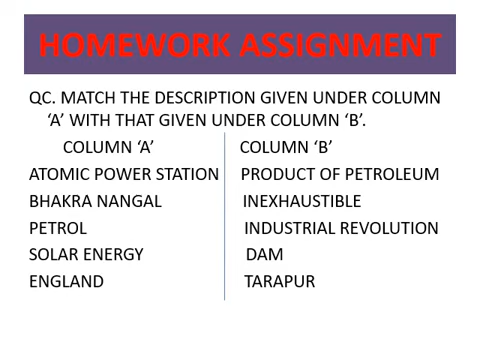 HOMEWORK ASSIGNMENT
QC. MATCH THE DESCRIPTION GIVEN UNDER COLUMN
‘A’ WITH THAT GIVEN UNDER COLUMN ‘B’.
COLUMN ‘A’ COLUMN ‘B’
ATOMIC POWER STATION PRODUCT OF PETROLEUM
BHAKRA NANGAL INEXHAUSTIBLE
PETROL INDUSTRIAL REVOLUTION
SOLAR ENERGY DAM
ENGLAND TARAPUR